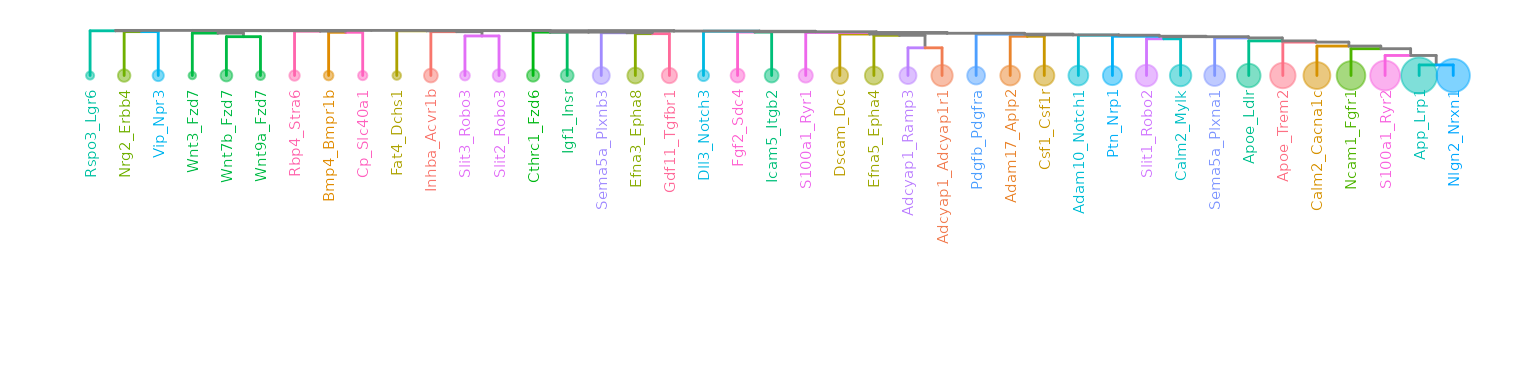 Rspo3_Lgr6
Nrg2_Erbb4
Vip_Npr3
Wnt3_Fzd7
Wnt7b_Fzd7
Wnt9a_Fzd7
Rbp4_Stra6
Bmp4_Bmpr1b
Cp_Slc40a1
Fat4_Dchs1
Inhba_Acvr1b
Slit3_Robo3
Slit2_Robo3
Cthrc1_Fzd6
Igf1_Insr
Sema5a_Plxnb3
Efna3_Epha8
Gdf11_Tgfbr1
Dll3_Notch3
Fgf2_Sdc4
Icam5_Itgb2
S100a1_Ryr1
Dscam_Dcc
Efna5_Epha4
Adcyap1_Ramp3
Adcyap1_Adcyap1r1
Pdgfb_Pdgfra
Adam17_Aplp2
Csf1_Csf1r
Adam10_Notch1
Ptn_Nrp1
Slit1_Robo2
Calm2_Mylk
Sema5a_Plxna1
Apoe_Ldlr
Apoe_Trem2
Calm2_Cacna1c
Ncam1_Fgfr1
S100a1_Ryr2
App_Lrp1
Nlgn2_Nrxn1